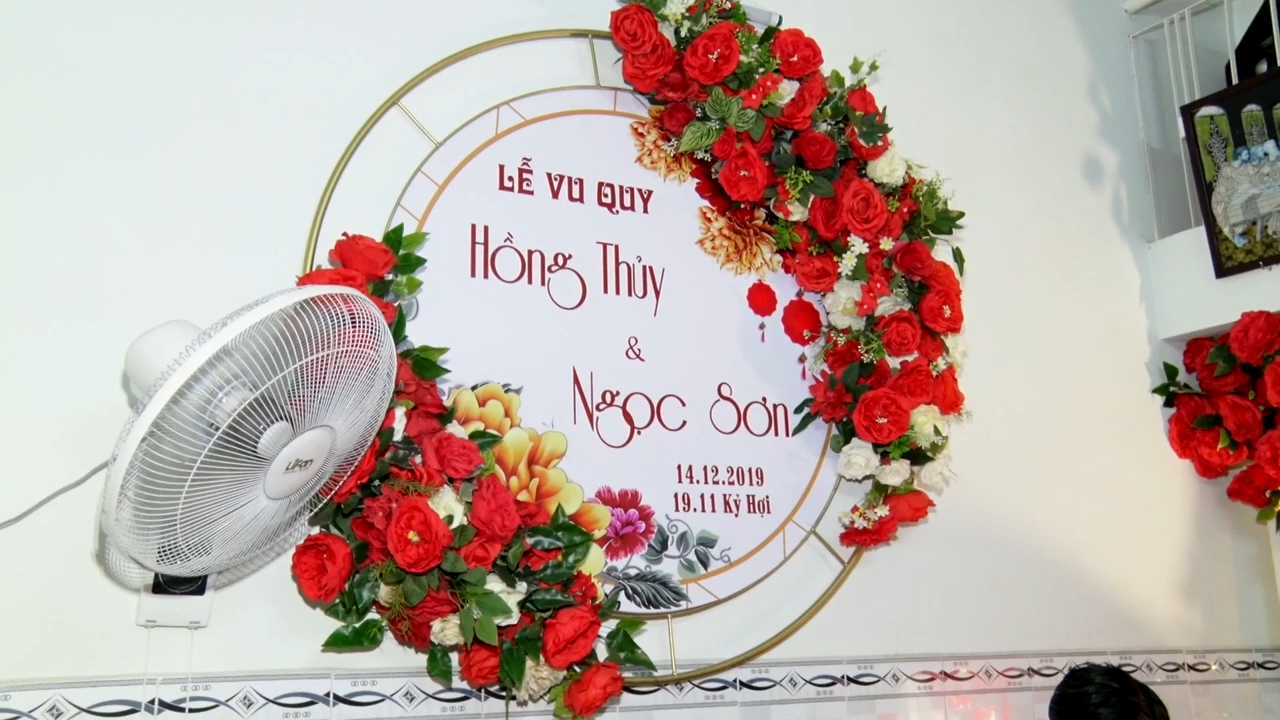 LỄ VU QUY
Hồng Thủy
&
Ngọc Sơn
14.12.2019
19.11 Kỷ Hợi
Lifan